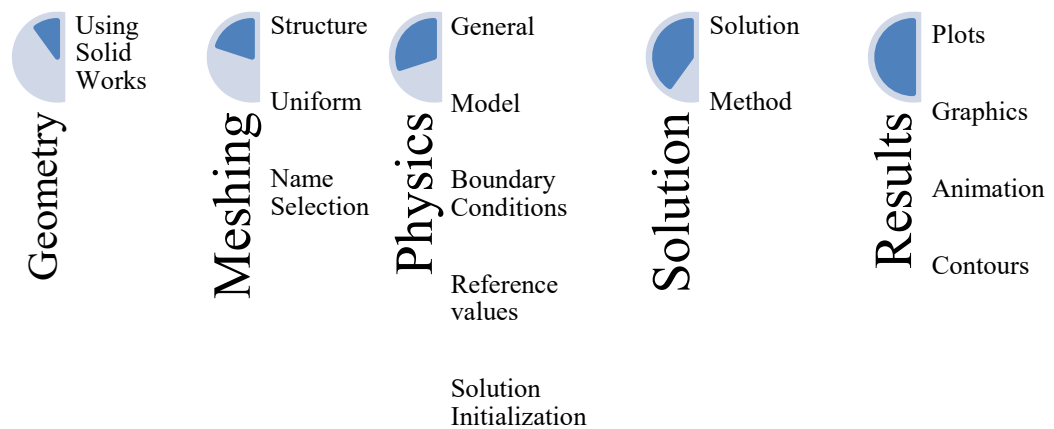 Geometry
Using
Solid
Works
Meshing
Structure
Uniform
Name
Selection
Physics
General
Model
Boundary
Conditions
Reference
values
Solution
Initialization
Solution
Solution
Method
Results
Plots
Graphics
Animation
Contours